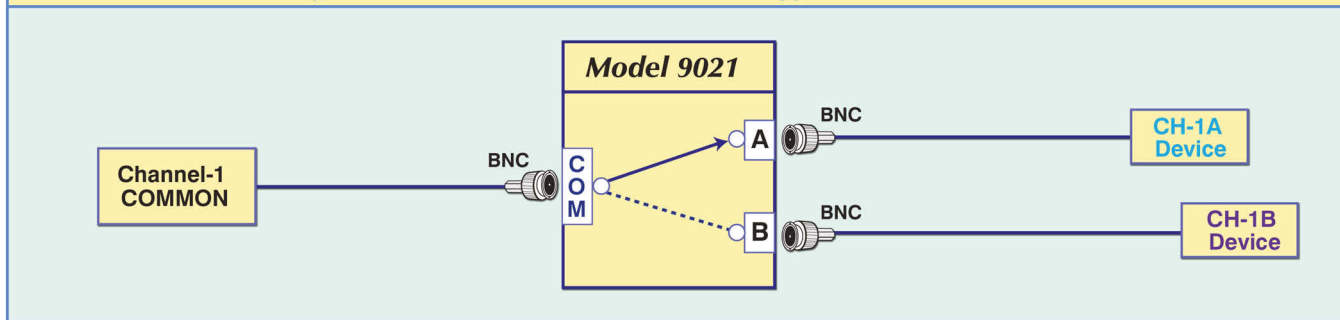 Model 9021
BNC
A
CH-1A
Device
BNC
Channel-1
COMMON
C
O
M
BNC
B
CH-1B
Device